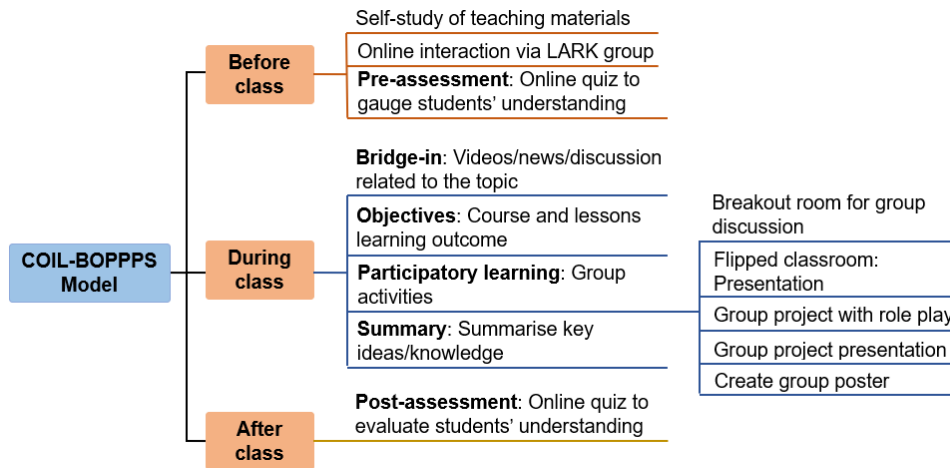 COIL-BOPPPS
Model
Before
class
Self-study of teaching materials
Online interaction via LARK group
Pre-assessment: Online quiz to
gauge students’ understanding
During
class
Bridge-in: Videos/news/discussion
related to the topic
Objectives: Course and lessons
learning outcome
Participatory learning: Group
activities
Summary: Summarise key
ideas/knowledge
Breakout room for group
discussion
Flipped classroom:
Presentation
Group project with role play
Group project presentation
Create group poster
After
class
Post-assessment: Online quiz to
evaluate students’ understanding